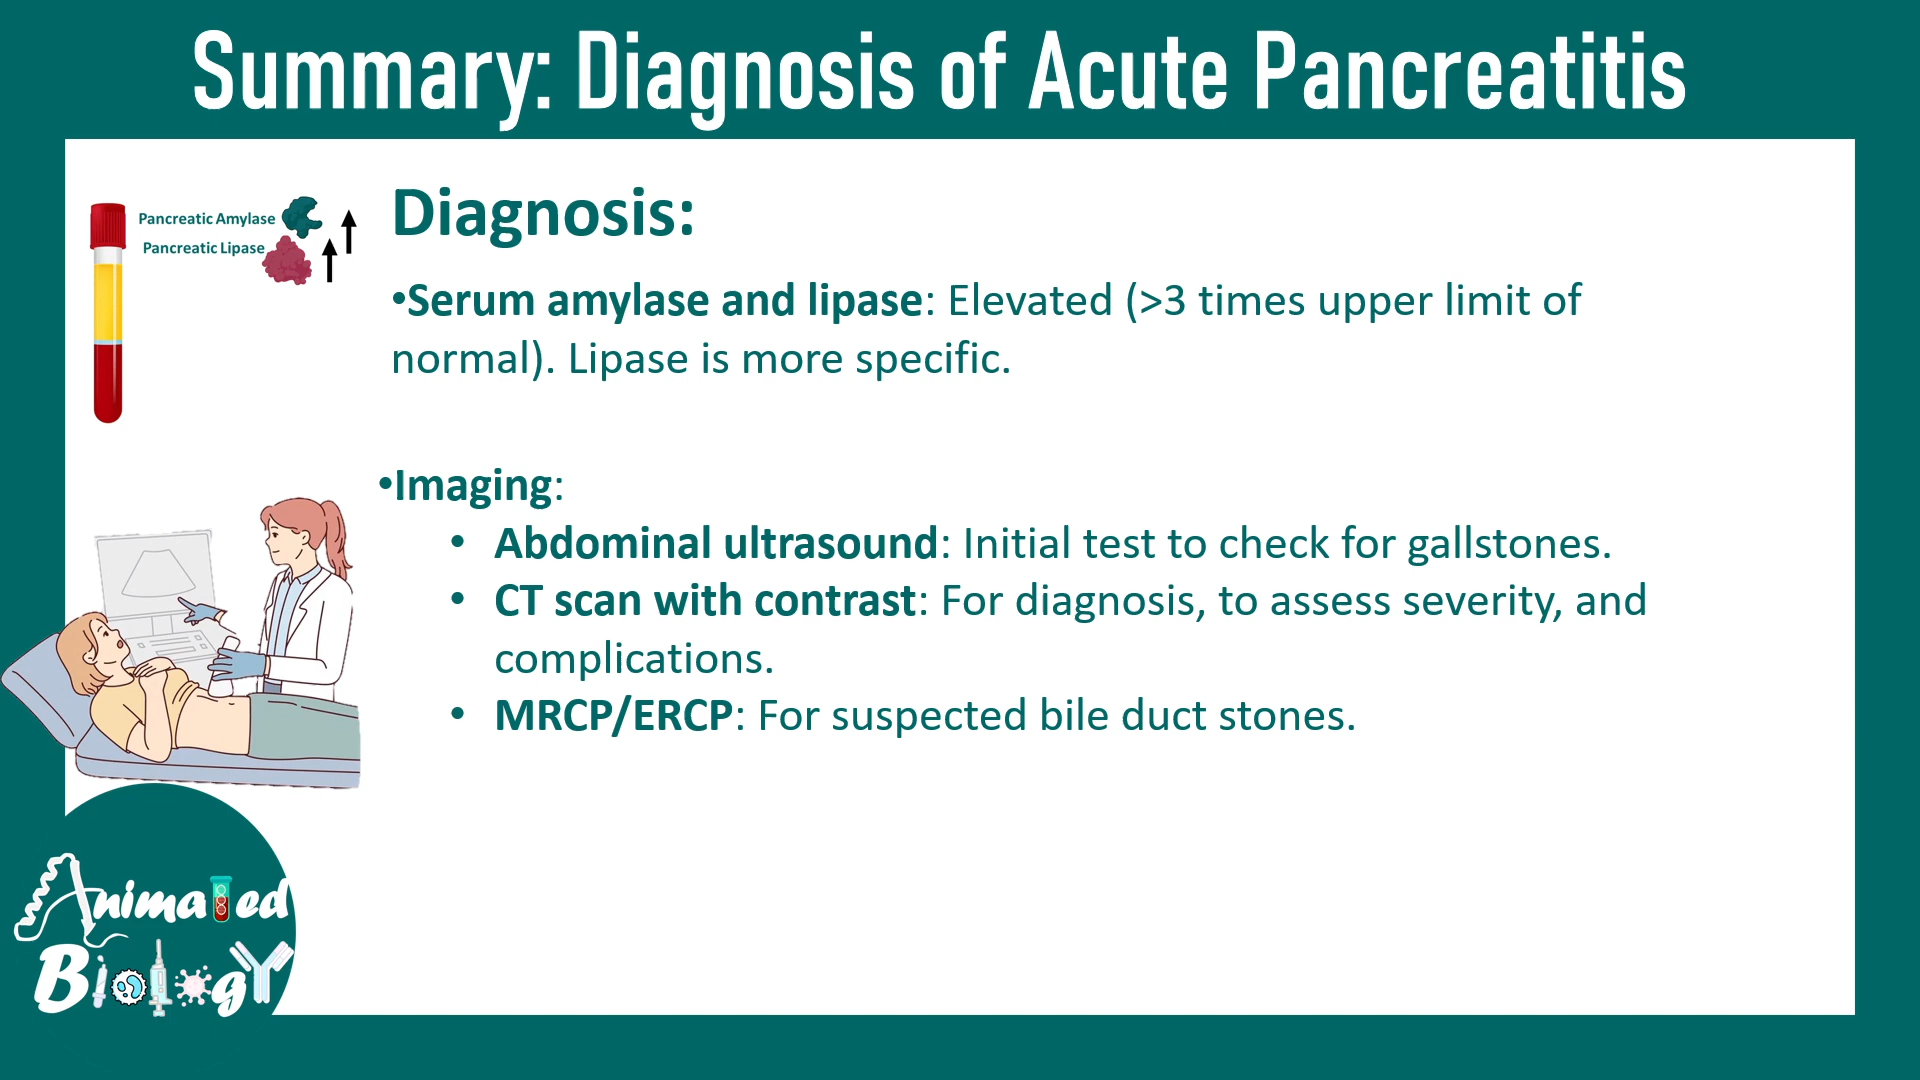 Summary: Diagnosis of Acute Pancreatitis
Pancreatic Amylase
Pancreatic Lipase
Diagnosis:
•Serum amylase and lipase: Elevated (>3 times upper limit of
normal). Lipase is more specific.
•Imaging:
• Abdominal ultrasound: Initial test to check for gallstones.
• CT scan with contrast: For diagnosis, to assess severity, and
complications.
• MRCP/ERCP: For suspected bile duct stones.
Animated
Biology